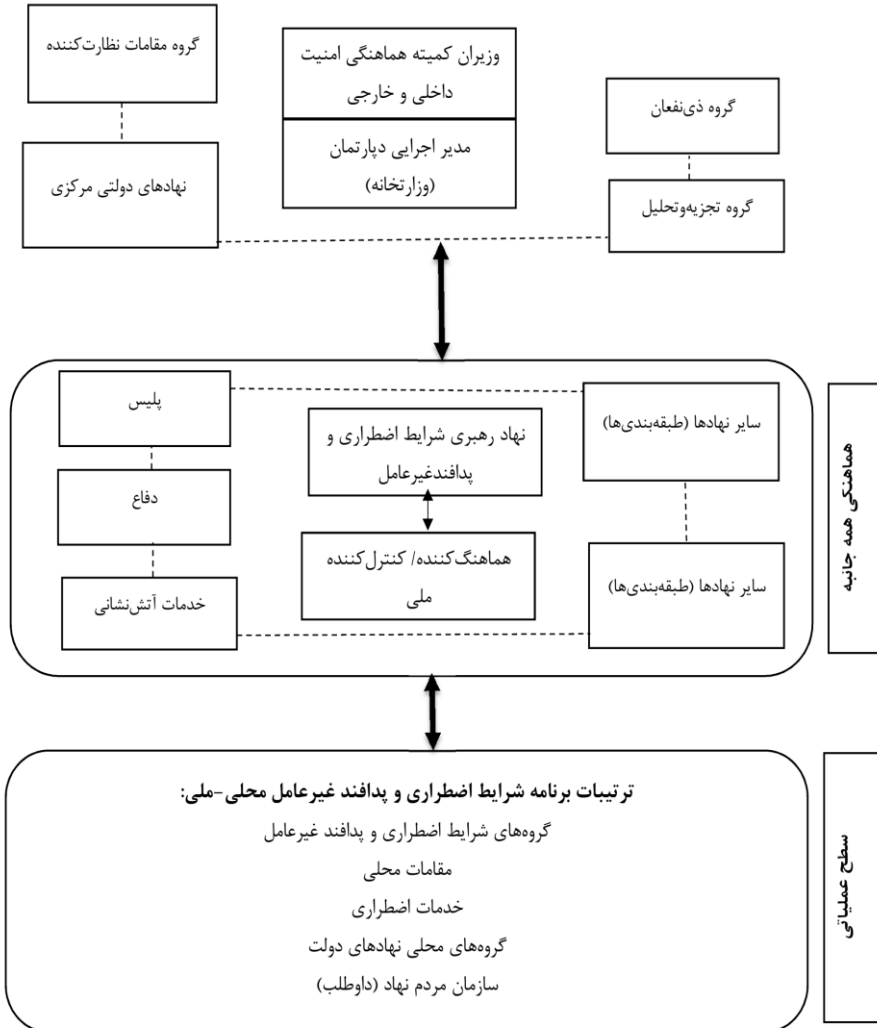 گروه مقامات نظارت‌کننده
وزیران کمیته هماهنگی امنیت
داخلی و خارجی
گروه ذی‌نفعان
نهادهای دولتی مرکزی
مدیر اجرایی دپارتمان
(وزارتخانه)
گروه تجزیه‌وتحلیل
پلیس
نهاد رهبری شرایط اضطراری و
پدافندغیرعامل
سایر نهادها (طبقه‌بندی‌ها)
دفاع
هماهنگ‌کننده/ کنترل‌کننده
ملی
خدمات آتش‌نشانی
سایر نهادها (طبقه‌بندی‌ها)
هماهنگی همه جانبه
ترتیبات برنامه شرایط اضطراری و پدافند غیرعامل محلی-ملی:
گروه‌های شرایط اضطراری و پدافند غیرعامل
مقامات محلی
خدمات اضطراری
گروه‌های محلی نهادهای دولت
سازمان مردم نهاد (داوطلب)
سطح عملیاتی